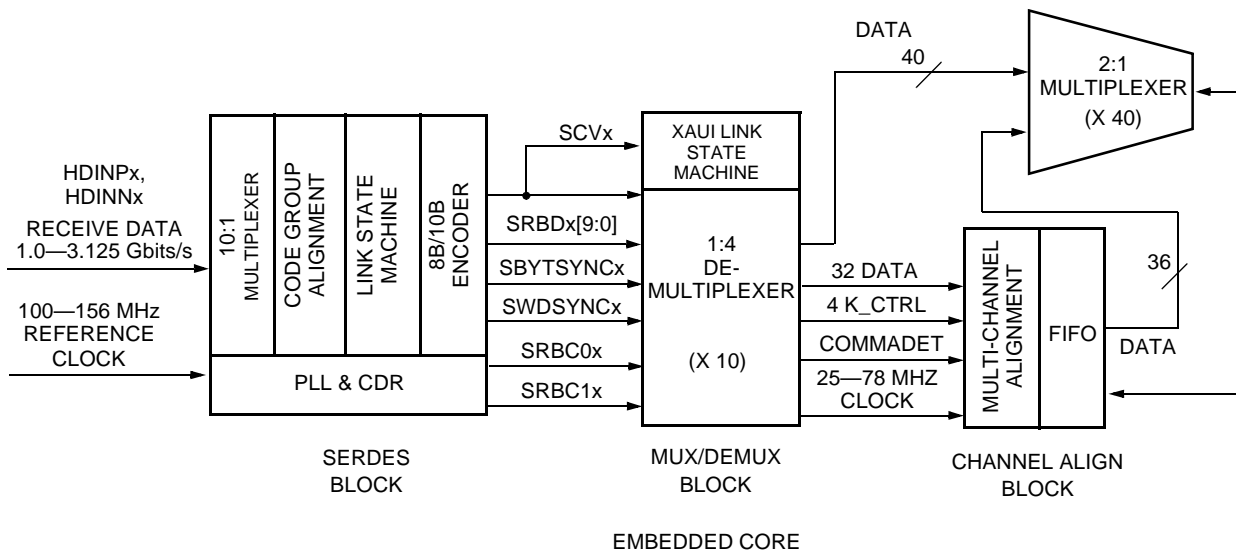 HDINPx,
HDINNx
RECEIVE DATA
1.0—3.125 Gbits/s
100—156 MHz
REFERENCE
CLOCK
10:1
MULTIPLEXER
CODE GROUP
ALIGNMENT
LINK STATE
MACHINE
8B/10B
ENCODER
PLL & CDR
SERDES
BLOCK
SCVx
SRBDx[9:0]
SBYTSYNCx
SWDSYNCx
SRBC0x
SRBC1x
XAUI LINK
STATE
MACHINE
1:4
DE-
MULTIPLEXER
(X 10)
MUX/DEMUX
BLOCK
DATA
40
32 DATA
4 K_CTRL
COMMADET
25—78 MHZ
CLOCK
2:1
MULTIPLEXER
(X 40)
MULTI-CHANNEL
ALIGNMENT
FIFO
36
DATA
CHANNEL ALIGN
BLOCK
EMBEDDED CORE